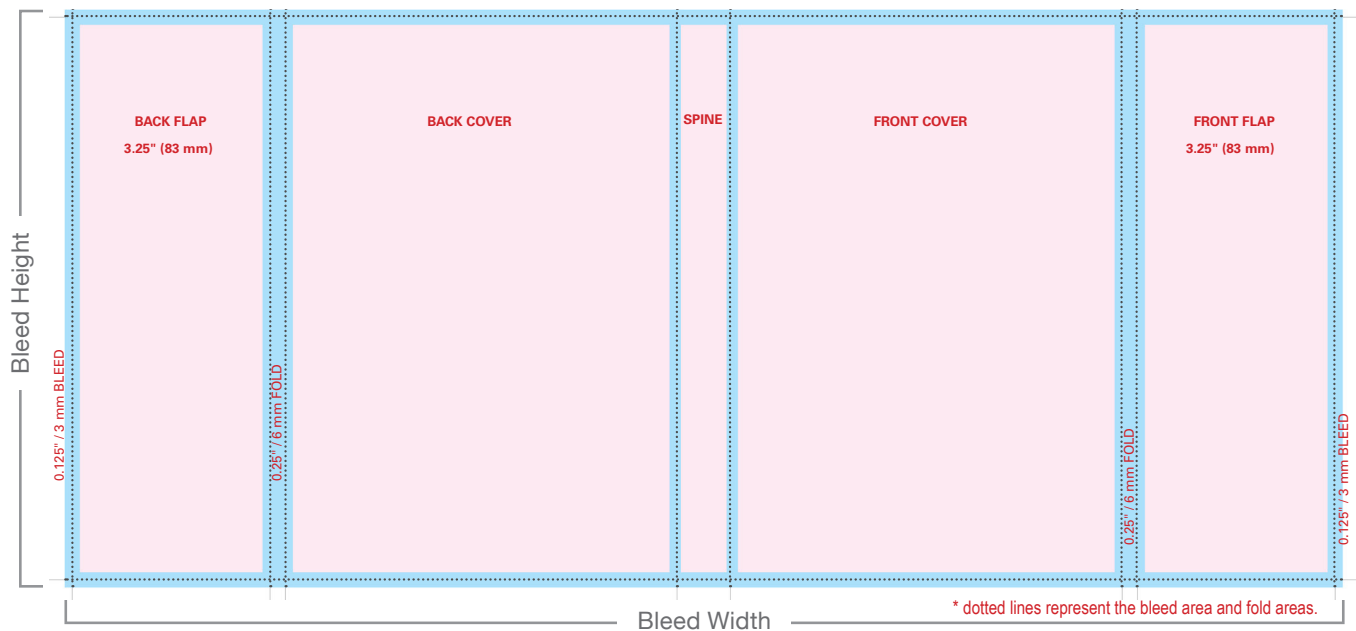 BACK FLAP
3.25" (83 mm)
BACK COVER
SPINE
FRONT COVER
FRONT FLAP
3.25" (83 mm)
Bleed Height
0.125" / 3 mm BLEED
0.25" / 6 mm FOLD
0.25" / 6 mm FOLD
0.125" / 3 mm BLEED
* dotted lines represent the bleed area and fold areas.
Bleed Width